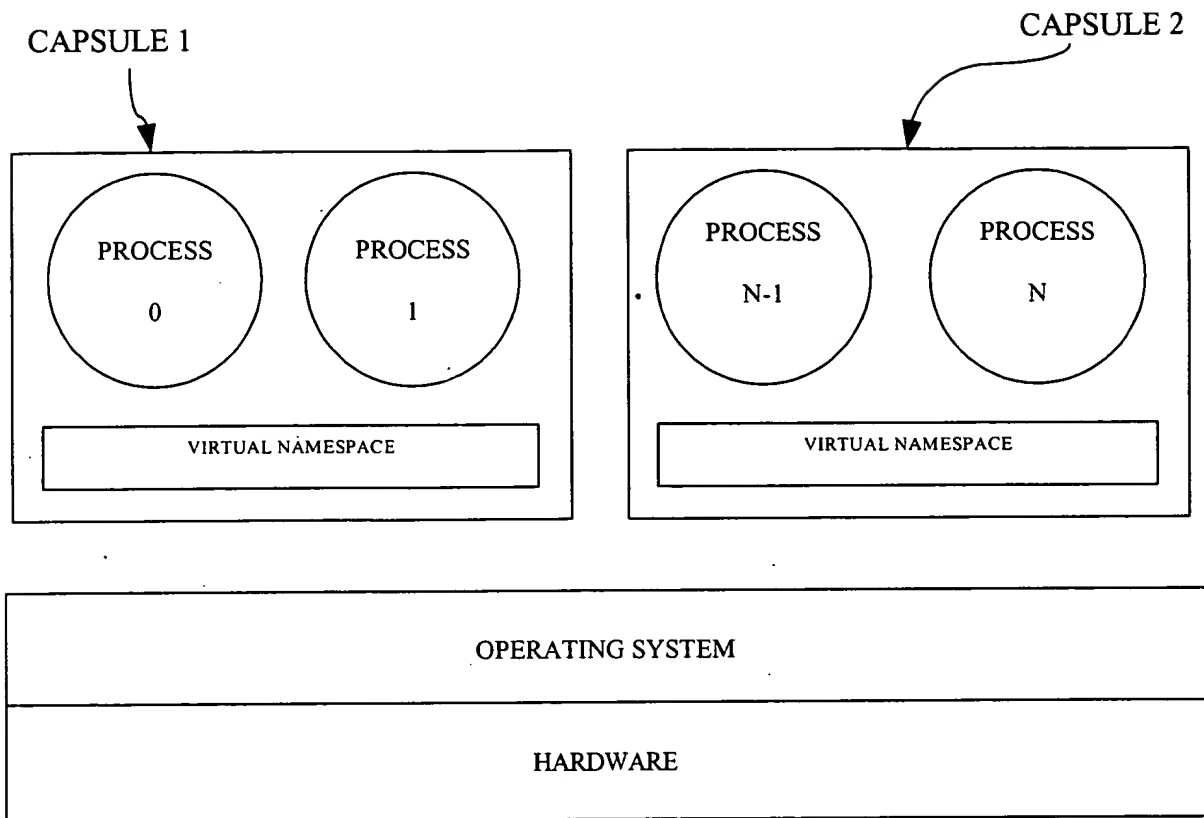 CAPSULE 1
CAPSULE 2
PROCESS
0
PROCESS
1
PROCESS
N-1
PROCESS
N
VIRTUAL NAMESPACE
VIRTUAL NAMESPACE
OPERATING SYSTEM
HARDWARE